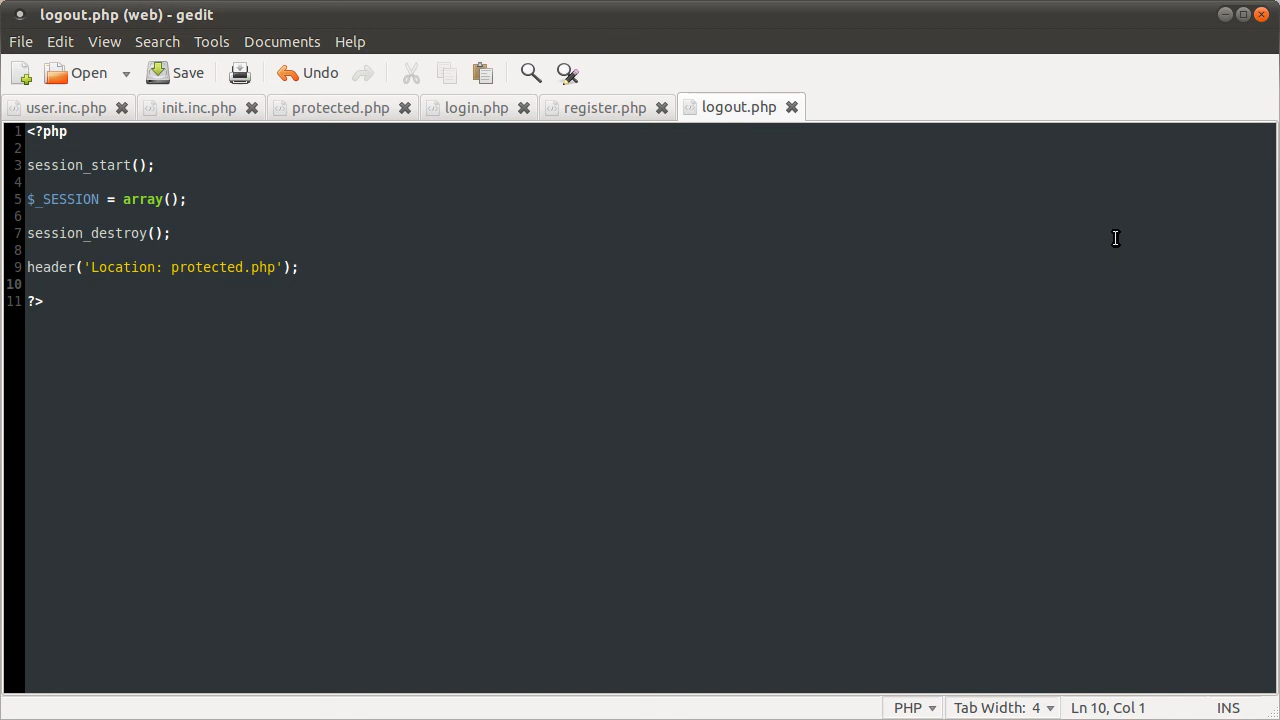 logout.php (web) - gedit
File Edit View Search Tools Documents Help
Open Save Undo
user.inc.php init.inc.php protected.php login.php register.php logout.php
1 <?php
2
3 session_start();
4
5 $_SESSION = array();
6
7 session_destroy();
8
9 header('Location: protected.php');
10
11 ?>
PHP Tab Width: 4 Ln 10, Col 1 INS